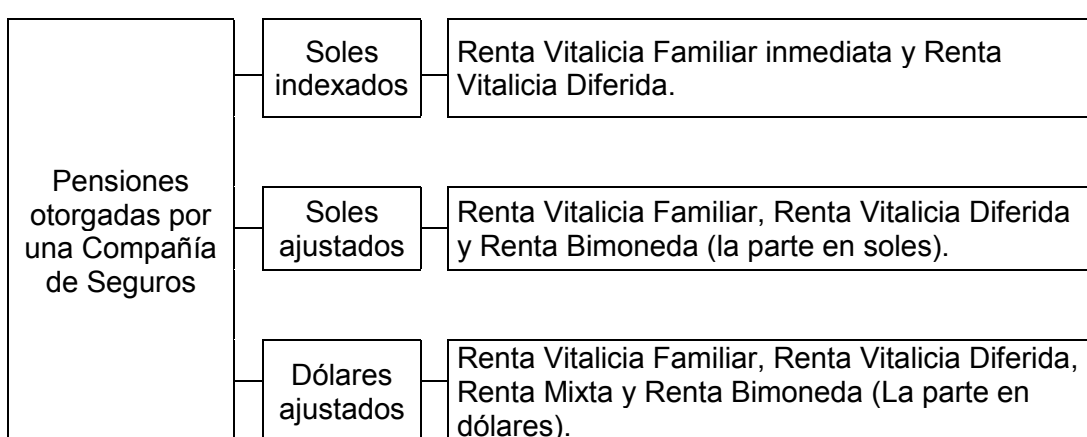 Pensiones
otorgadas por
una Compañía
de Seguros
Soles
indexados
Renta Vitalicia Familiar inmediata y Renta
Vitalicia Diferida.
Soles
ajustados
Renta Vitalicia Familiar, Renta Vitalicia Diferida
y Renta Bimoneda (la parte en soles).
Dólares
ajustados
Renta Vitalicia Familiar, Renta Vitalicia Diferida,
Renta Mixta y Renta Bimoneda (La parte en
dólares).